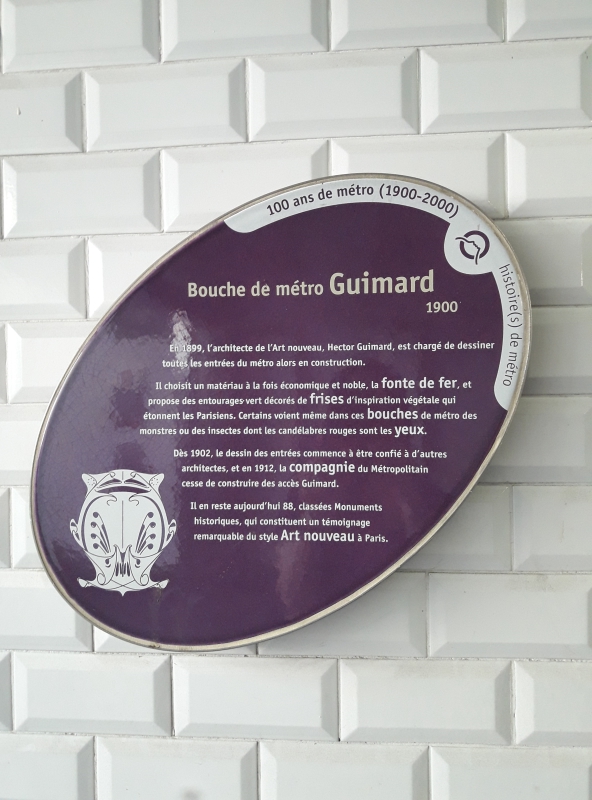 100 ans de métro (1900-2000)
histoire(s) de métro
Bouche de métro Guimard
1900
En 1899, l'architecte de l'Art nouveau, Hector Guimard, est chargé de dessiner
toutes les entrées du métro alors en construction.
Il choisit un matériau à la fois économique et noble, la fonte de fer, et
propose des entourages vert décorés de frises d'inspiration végétale qui
étonnent les Parisiens. Certains voient même dans ces bouches de métro des
monstres ou des insectes dont les candélabres rouges sont les yeux.
Dès 1902, le dessin des entrées commence à être confié à d'autres
architectes, et en 1912, la compagnie du Métropolitain
cesse de construire des accès Guimard.
Il en reste aujourd'hui 88, classées Monuments
historiques, qui constituent un témoignage
remarquable du style Art nouveau à Paris.